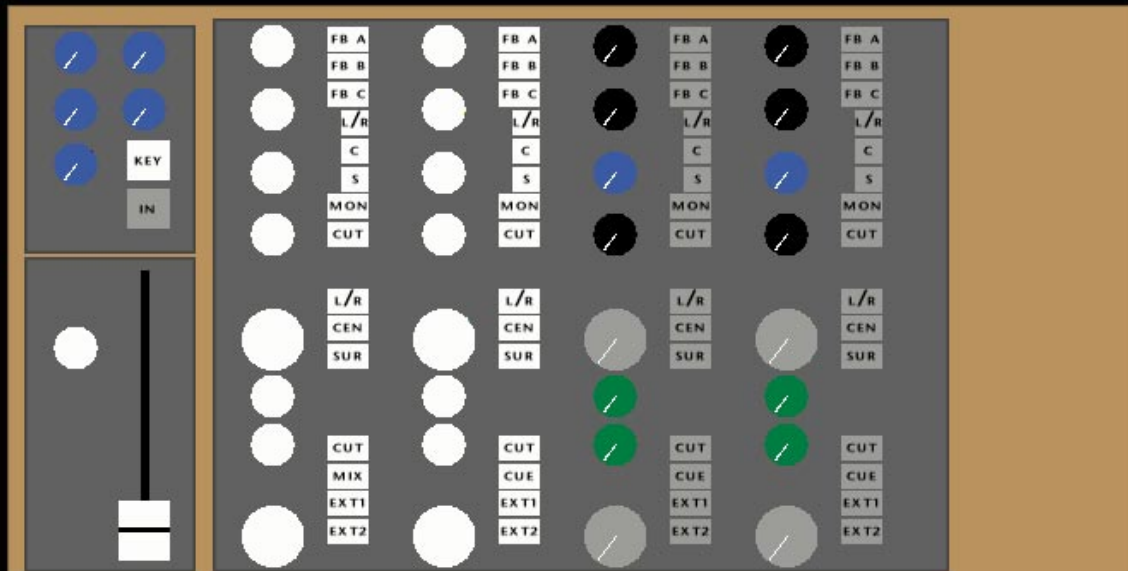 FB A FB A FB A FB A
FB B FB B FB B FB B
FB C FB C FB C FB C
L/R L/R L/R L/R
KEY C C C C
S S S S
IN MON MON MON MON
CUT CUT CUT CUT
L/R L/R L/R L/R
CEN CEN CEN CEN
SUR SUR SUR SUR
CUT CUT CUT CUT
MIX CUE CUE CUE
EXT1 EXT1 EXT1 EXT1
EXT2 EXT2 EXT2 EXT2